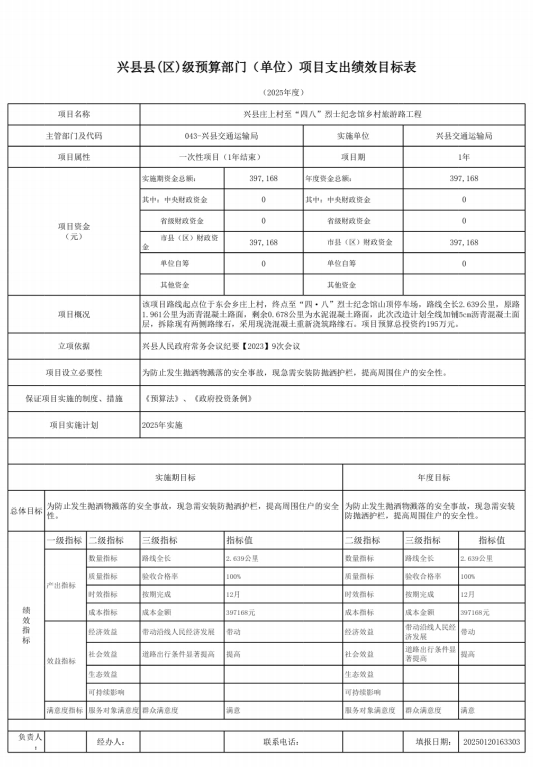 兴县县(区)级预算部门（单位）项目支出绩效目标表
（2025年度）
项目名称 兴县庄上村至“四八”烈士纪念馆乡村旅游路工程
主管部门及代码 043-兴县交通运输局 实施单位 兴县交通运输局
项目属性 一次性项目（1年结束） 项目期 1年
项目资金（元）
实施期资金总额： 397,168 年度资金总额： 397,168
其中：中央财政资金 0 其中：中央财政资金 0
省级财政资金 0 省级财政资金 0
市县（区）财政资金 397,168 市县（区）财政资金 397,168
单位自筹 0 单位自筹 0
其他资金 其他资金
项目概况
该项目路线起点位于东会乡庄上村，终点至“四·八”烈士纪念馆山顶停车场，路线全长2.639公里，原路
1.961公里为沥青混凝土路面，剩余0.678公里为水泥混凝土路面，此次改造计划全线加铺5cm沥青混凝土面
层，拆除现有两侧路缘石，采用现浇混凝土重新浇筑路缘石。项目预算总投资约195万元。
立项依据 兴县人民政府常务会议纪要【2023】9次会议
项目设立必要性 为防止发生抛洒物溅落的安全事故，现急需安装防抛洒护栏，提高周围住户的安全性。
保证项目实施的制度、措施 《预算法》、《政府投资条例》
项目实施计划 2025年实施
实施期目标 年度目标
总体目标
为防止发生抛洒物溅落的安全事故，现急需安装防抛洒护栏，提高周围住户的安全
性。
为防止发生抛洒物溅落的安全事故，现急需安装
防抛洒护栏，提高周围住户的安全性。
绩效指标
一级指标 二级指标 三级指标 指标值 二级指标 三级指标 指标值
产出指标
数量指标 路线全长 2.639公里 数量指标 路线全长 2.639公里
质量指标 验收合格率 100% 质量指标 验收合格率 100%
时效指标 按期完成 12月 时效指标 按期完成 12月
成本指标 成本金额 397168元 成本指标 成本金额 397168元
效益指标
经济效益 带动沿线人民经济发展 带动 经济效益 带动沿线人民经济发展 带动
社会效益 道路出行条件显著提高 提高 社会效益 道路出行条件显著提高 提高
生态效益 生态效益
可持续影响 可持续影响
满意度指标 服务对象满意度 群众满意度 满意 服务对象满意度 群众满意度 满意
负责人： 经办人： 联系电话： 填报日期： 20250120163303